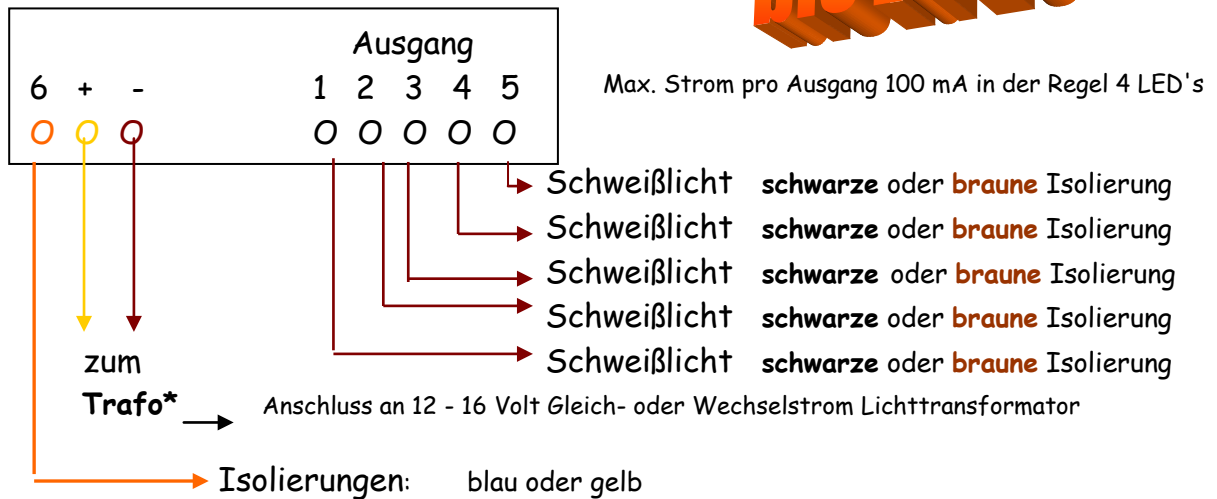 Ausgang
6 + - 1 2 3 4 5
O O O O O O O O
Max. Strom pro Ausgang 100 mA in der Regel 4 LED's
Schweißlicht schwarze oder braune Isolierung
Schweißlicht schwarze oder braune Isolierung
Schweißlicht schwarze oder braune Isolierung
Schweißlicht schwarze oder braune Isolierung
Schweißlicht schwarze oder braune Isolierung
zum
Trafo* Anschluss an 12 - 16 Volt Gleich- oder Wechselstrom Lichttransformator
Isolierungen: blau oder gelb